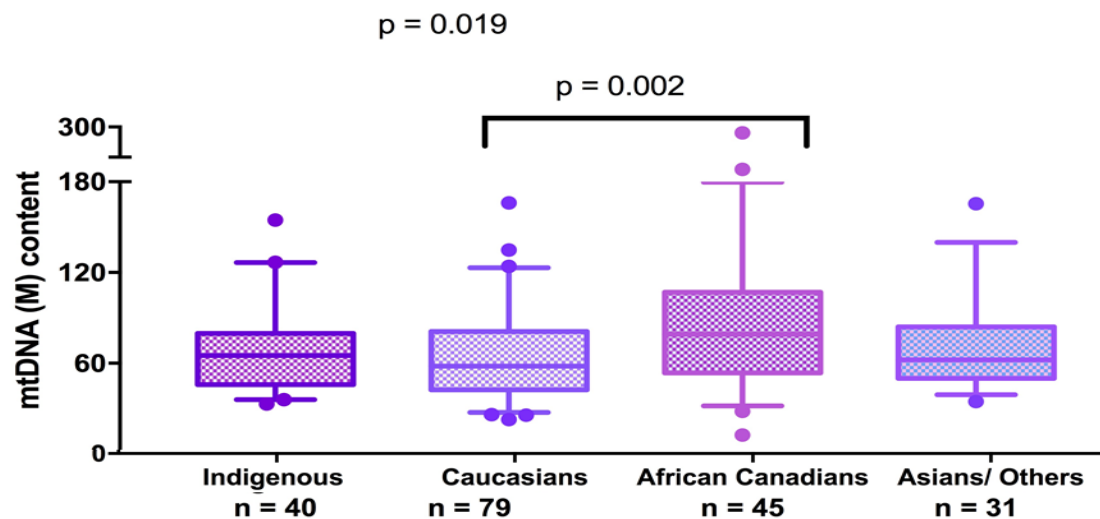 p = 0.019
p = 0.002
mtDNA (M) content
300
180
120
60
0
Indigenous
n = 40
Caucasians
n = 79
African Canadians
n = 45
Asians/ Others
n = 31